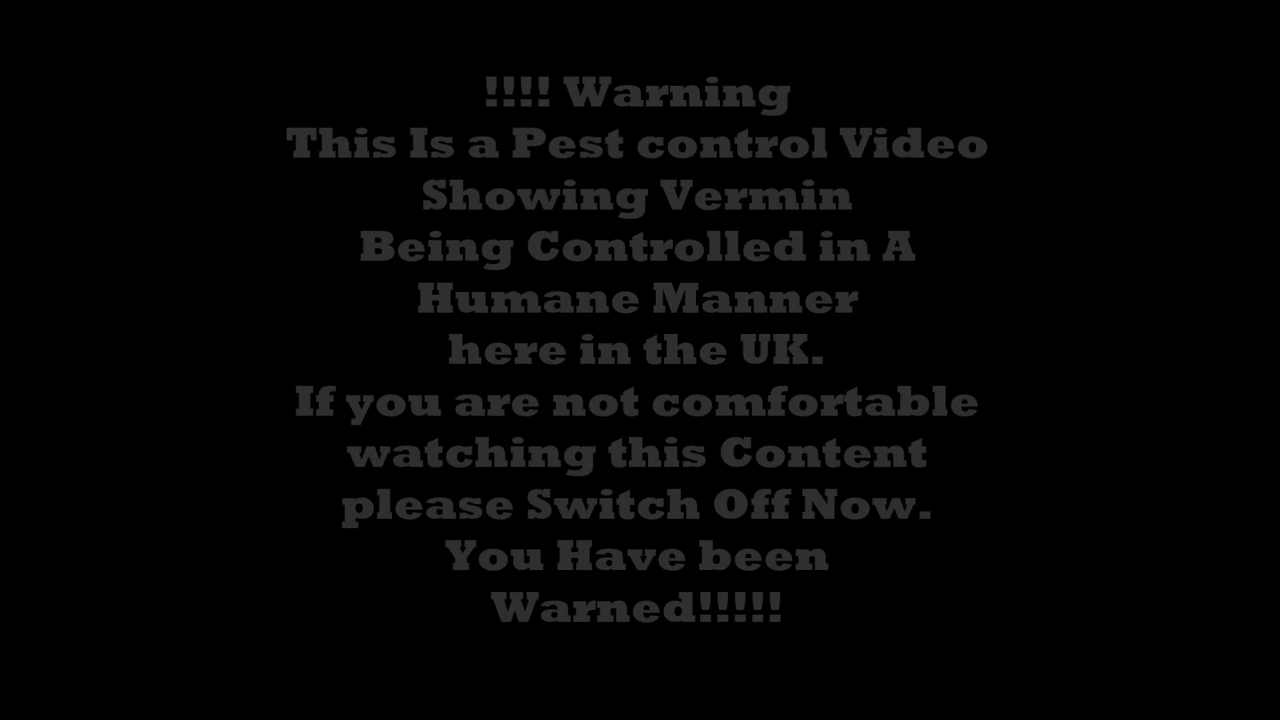 !!!! Warning
This Is a Pest control Video
Showing Vermin
Being Controlled in A
Humane Manner
here in the UK.
If you are not comfortable
watching this Content
please Switch Off Now.
You Have been
Warned!!!!!